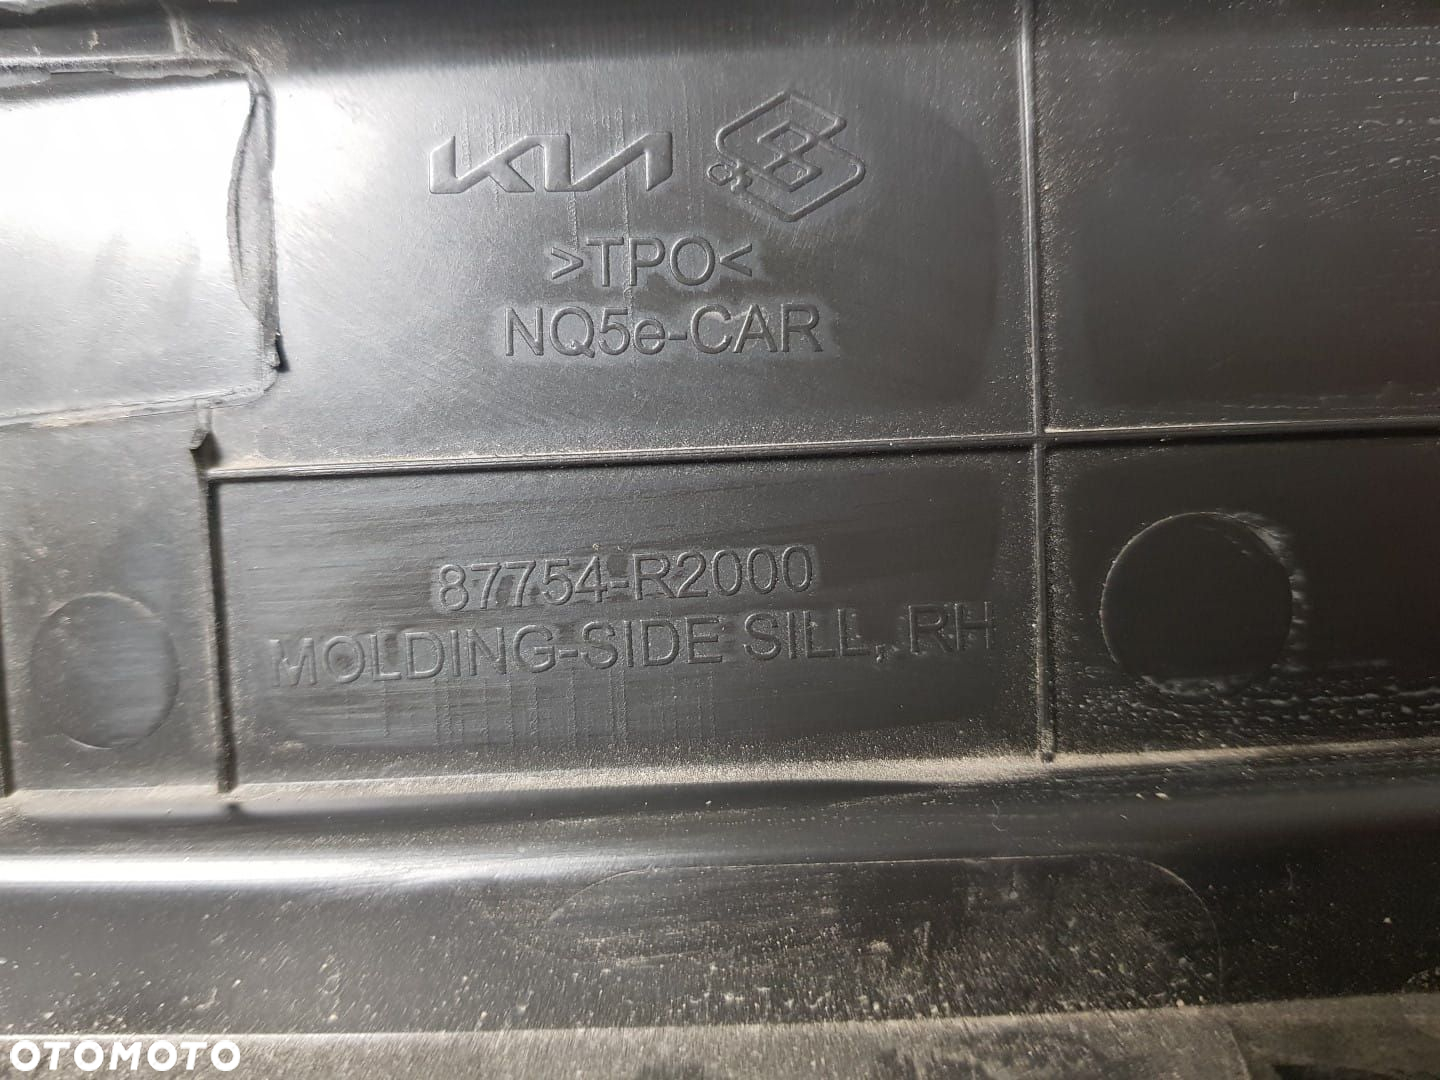 KIA
>TPO<
NQ5e-CAR
87754-R2000
MOLDING-SIDE SILL, RH
OTOMOTO